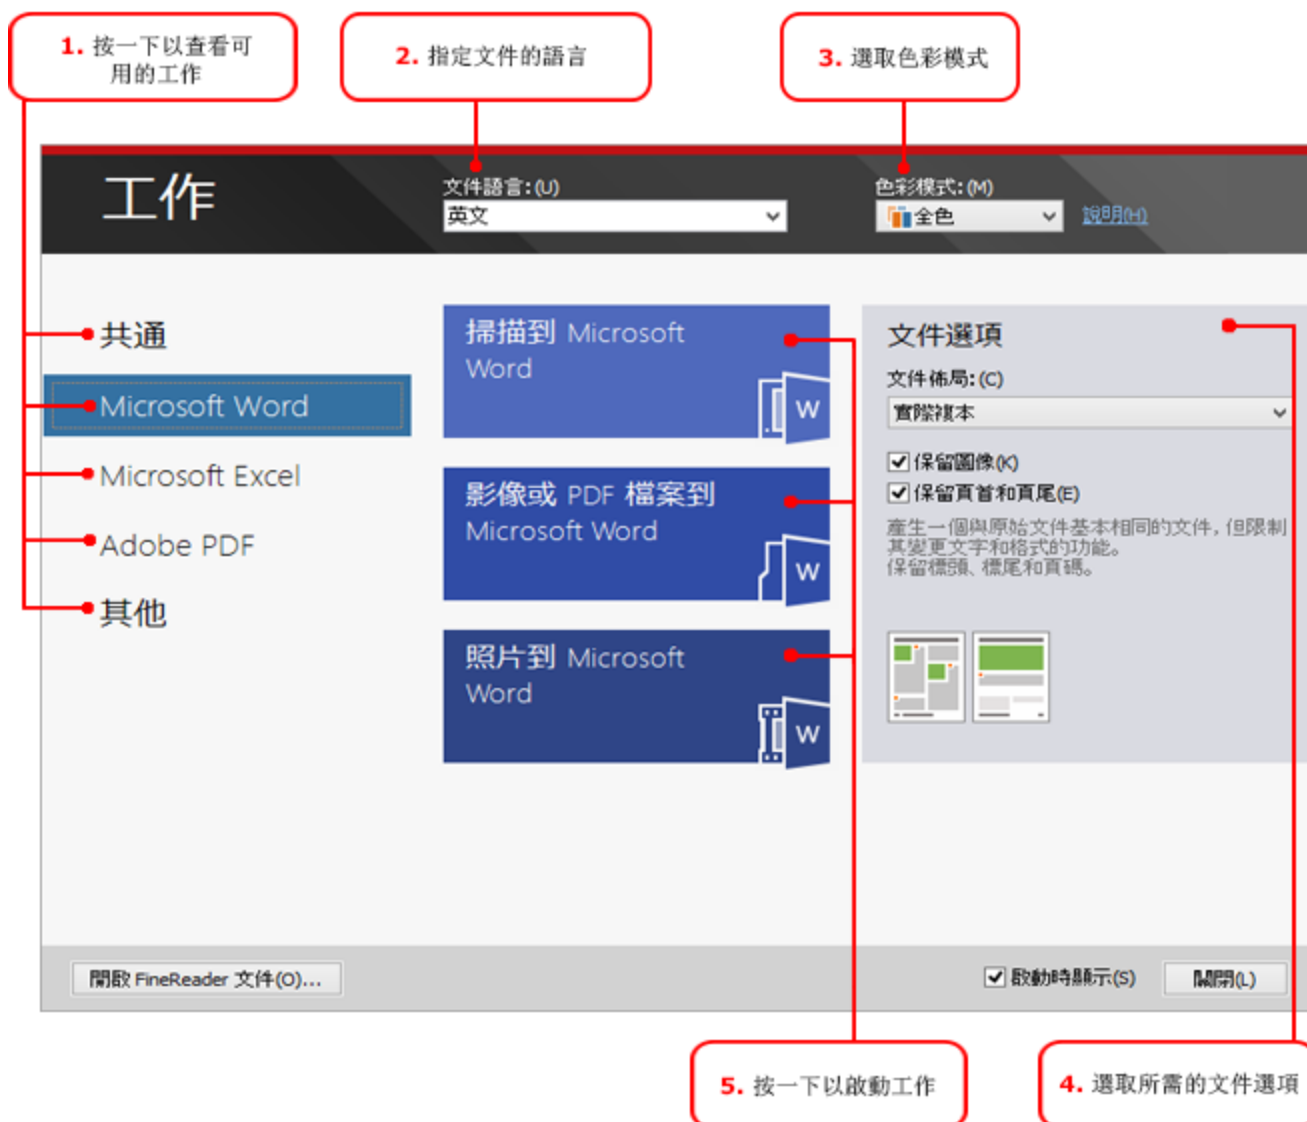 1. 按一下以查看可
用的工作
2. 指定文件的語言
3. 選取色彩模式
工作
文件語言:(U)
英文
色彩模式:(M)
全色
說明(H)
共通
Microsoft Word
Microsoft Excel
Adobe PDF
其他
掃描到 Microsoft
Word
W
影像或 PDF 檔案到
Microsoft Word
W
照片到 Microsoft
Word
W
文件選項
文件佈局:(C)
實際複本
保留圖像(K)
保留頁首和頁尾(E)
產生一個與原始文件基本相同的文件,但限制
其變更文字和格式的功能。
保留標頭、標尾和頁碼。
開啟 FineReader 文件(O)...
啟動時顯示(S)
關閉(L)
5. 按一下以啟動工作
4. 選取所需的文件選項